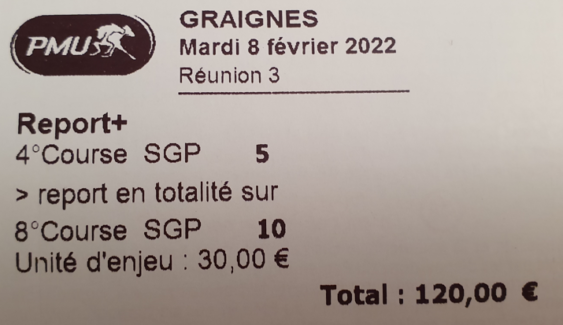 PMU
GRAIGNES
Mardi 8 février 2022
Réunion 3
Report+
4°Course SGP 5
> report en totalité sur
8°Course SGP 10
Unité d'enjeu : 30,00 €
Total : 120,00 €